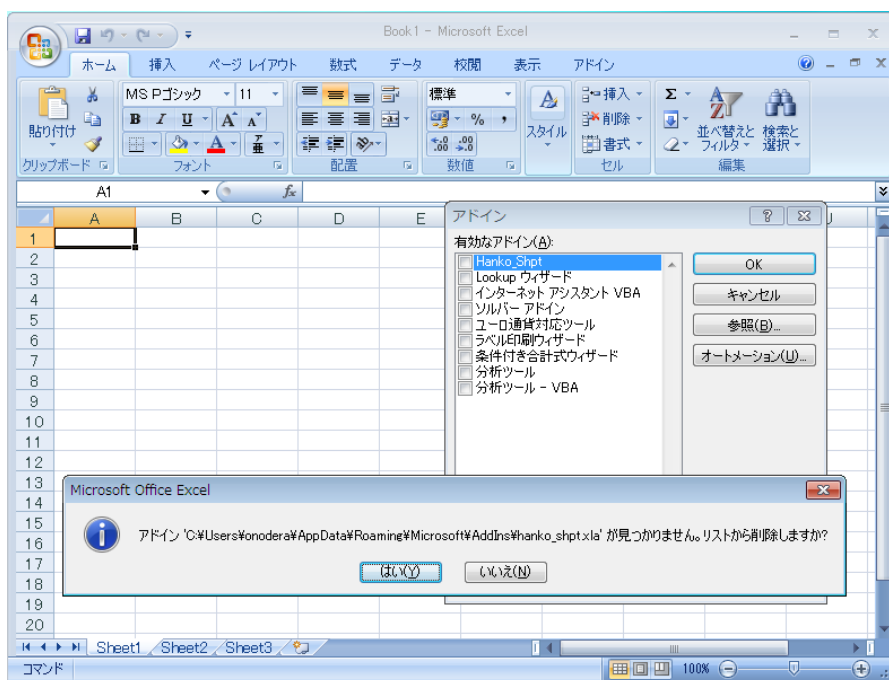 Book1 - Microsoft Excel
ホーム 挿入 ページ レイアウト 数式 データ 校閲 表示 アドイン
貼り付け
クリップボード
MS Pゴシック 11
B I U A A
A ア亜
フォント
配置
標準
% ,
.0 .00 .00 .0
数値
A
スタイル
挿入
削除
書式
セル
Σ
並べ替えと フィルタ
検索と 選択
編集
A1 fx
A B C D E J
1
2
3
4
5
6
7
8
9
10
11
12
13
14
15
16
17
18
19
20
アドイン
有効なアドイン(A):
Hanko_Shpt
Lookup ウィザード
インターネット アシスタント VBA
ソルバー アドイン
ユーロ通貨対応ツール
ラベル印刷ウィザード
条件付き合計式ウィザード
分析ツール
分析ツール - VBA
OK
キャンセル
参照(B)...
オートメーション(U)...
Microsoft Office Excel
アドイン 'C:¥Users¥onodera¥AppData¥Roaming¥Microsoft¥AddIns¥hanko_shpt.xla' が見つかりません。リストから削除しますか?
はい(Y) いいえ(N)
Sheet1 Sheet2 Sheet3
コマンド 100%